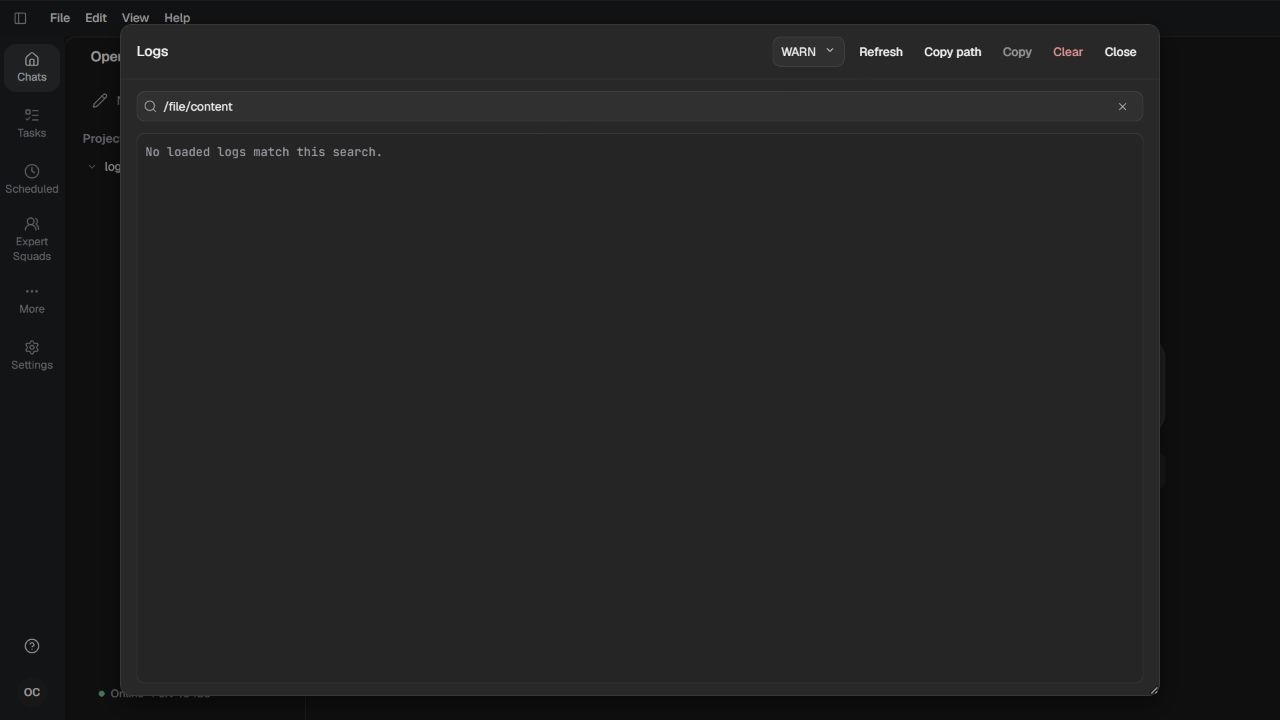 File Edit View Help
Logs
WARN Refresh Copy path Copy Clear Close
/file/content
No loaded logs match this search.
Chats
Tasks
Scheduled
Expert
Squads
More
Settings
OC